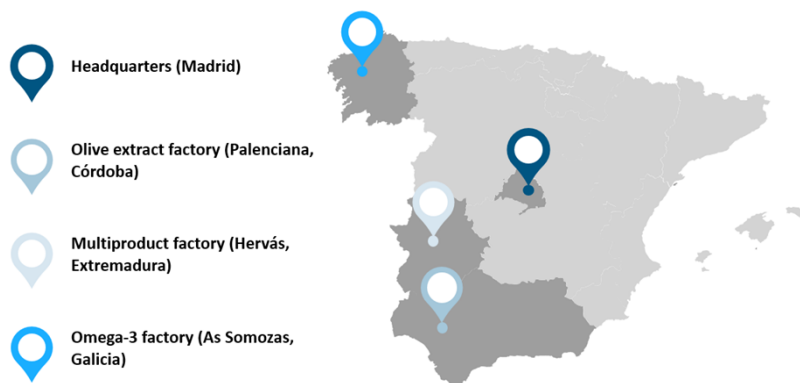 Headquarters (Madrid)
Olive extract factory (Palenciana,
Córdoba)
Multiproduct factory (Hervás,
Extremadura)
Omega-3 factory (As Somozas,
Galicia)